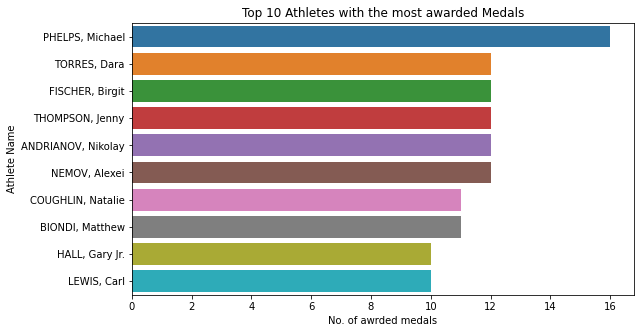 Top 10 Athletes with the most awarded Medals
Athlete Name
PHELPS, Michael
TORRES, Dara
FISCHER, Birgit
THOMPSON, Jenny
ANDRIANOV, Nikolay
NEMOV, Alexei
COUGHLIN, Natalie
BIONDI, Matthew
HALL, Gary Jr.
LEWIS, Carl
0 2 4 6 8 10 12 14 16
No. of awrded medals